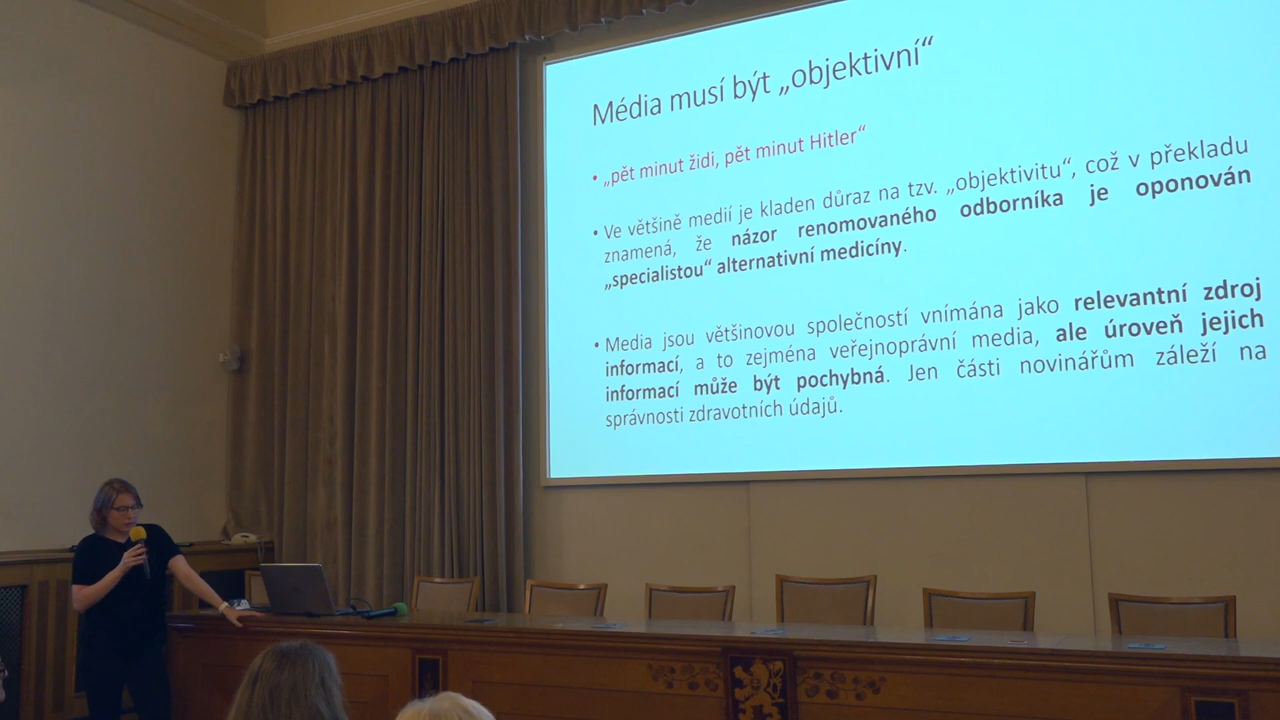 Média musí být „objektivní“
• „pět minut židi, pět minut Hitler“
• Ve většině medií je kladen důraz na tzv. „objektivitu“, což v překladu
znamená, že názor renomovaného odborníka je oponován
„specialistou“ alternativní medicíny.
• Media jsou většinovou společností vnímána jako relevantní zdroj
informací, a to zejména veřejnoprávní media, ale úroveň jejich
informací může být pochybná. Jen části novinářům záleží na
správnosti zdravotních údajů.